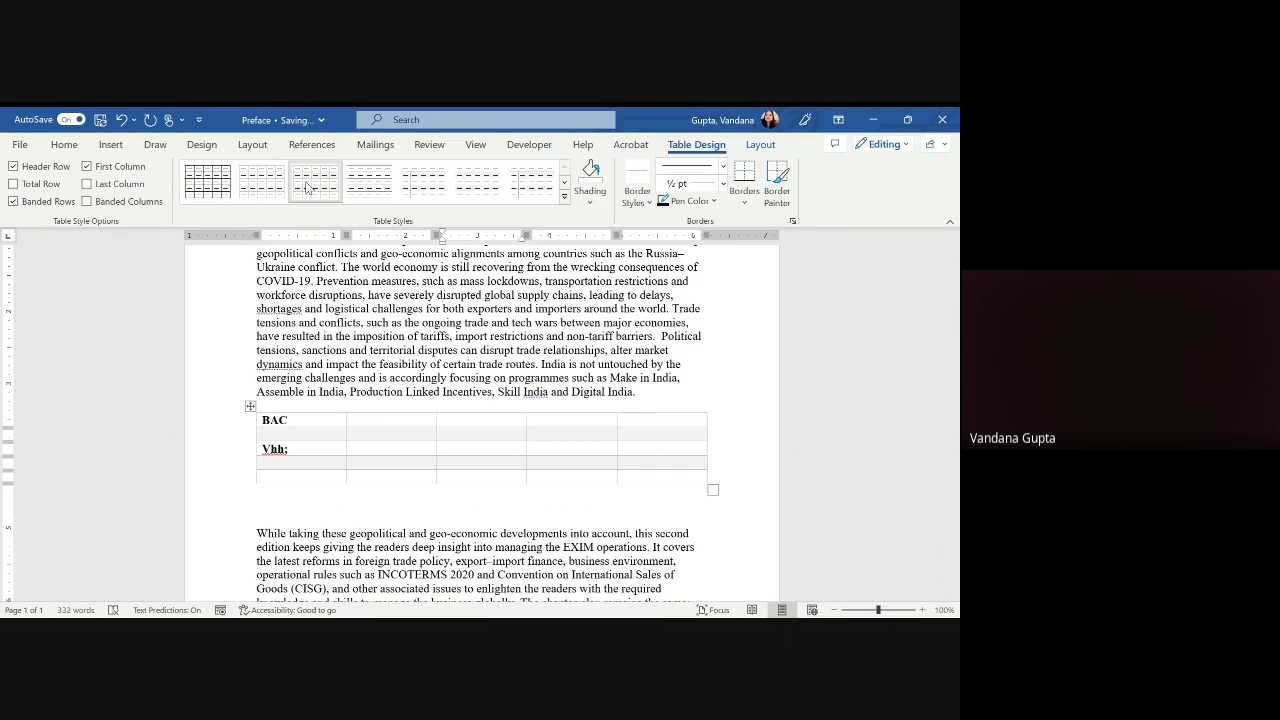 AutoSave On Preface • Saving... Search Gupta, Vandana
File Home Insert Draw Design Layout References Mailings Review View Developer Help Acrobat Table Design Layout Editing
Header Row First Column
Total Row Last Column
Banded Rows Banded Columns
Shading Border Styles ½ pt Pen Color Borders Border Painter
Table Style Options Table Styles Borders
1 1 2 3 4 6 7
geopolitical conflicts and geo-economic alignments among countries such as the Russia–
Ukraine conflict. The world economy is still recovering from the wrecking consequences of
COVID-19. Prevention measures, such as mass lockdowns, transportation restrictions and
workforce disruptions, have severely disrupted global supply chains, leading to delays,
shortages and logistical challenges for both exporters and importers around the world. Trade
tensions and conflicts, such as the ongoing trade and tech wars between major economies,
have resulted in the imposition of tariffs, import restrictions and non-tariff barriers. Political
tensions, sanctions and territorial disputes can disrupt trade relationships, alter market
dynamics and impact the feasibility of certain trade routes. India is not untouched by the
emerging challenges and is accordingly focusing on programmes such as Make in India,
Assemble in India, Production Linked Incentives, Skill India and Digital India.
BAC
Vhh;
While taking these geopolitical and geo-economic developments into account, this second
edition keeps giving the readers deep insight into managing the EXIM operations. It covers
the latest reforms in foreign trade policy, export–import finance, business environment,
operational rules such as INCOTERMS 2020 and Convention on International Sales of
Goods (CISG), and other associated issues to enlighten the readers with the required
Page 1 of 1 332 words Text Predictions: On Accessibility: Good to go Focus 100%
Vandana Gupta